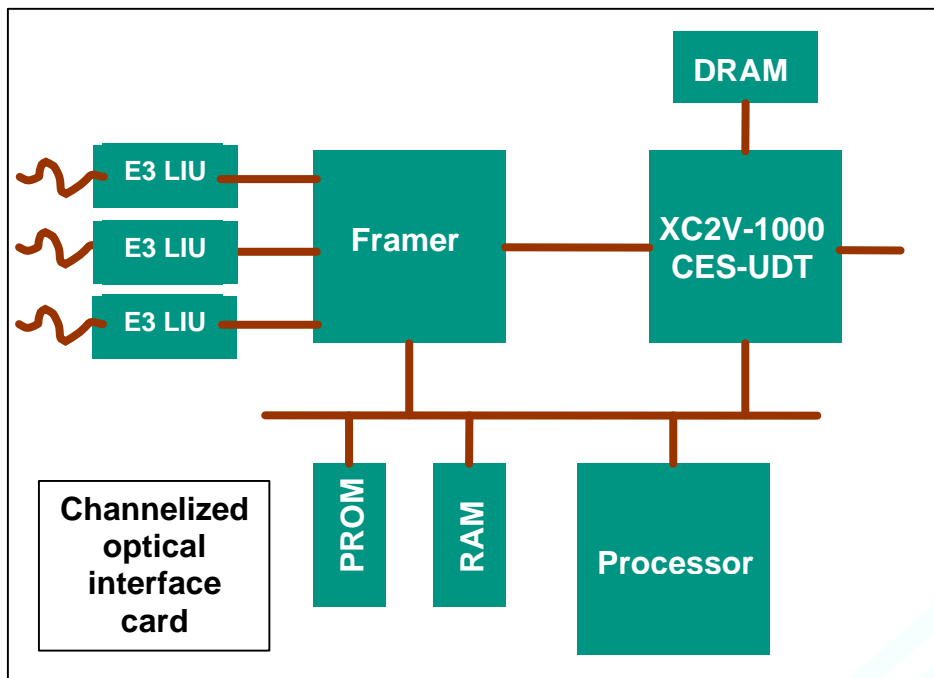 DRAM
E3 LIU
E3 LIU
E3 LIU
Framer
XC2V-1000
CES-UDT
PROM
RAM
Processor
Channelized
optical
interface
card